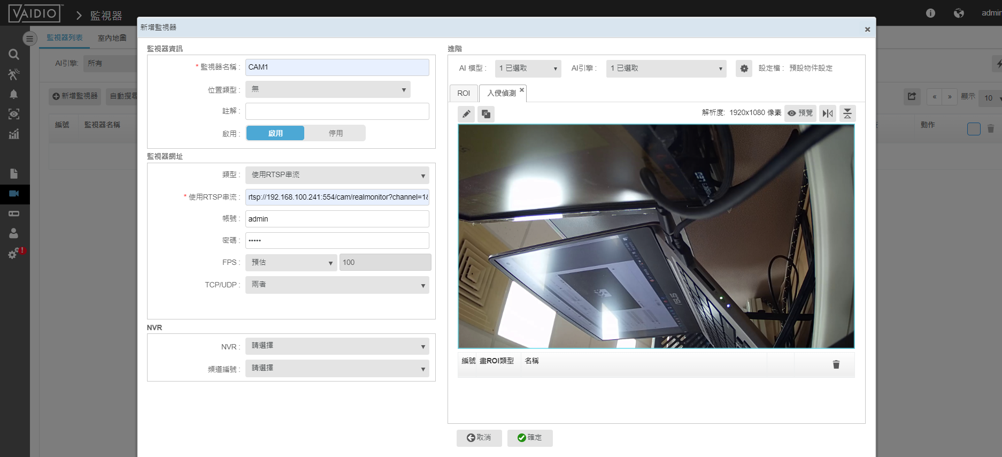 VAIDIO
監視器
admin
監視器列表
室內地圖
AI引擎:
所有
新增監視器
自動搜尋
顯示
10
編號
監視器名稱
動作
1
新增監視器
×
監視器資訊
* 監視器名稱 :
CAM1
位置類型 :
無
註解 :
啟用 :
啟用
停用
監視器網址
類型 :
使用RTSP串流
* 使用RTSP串流 :
rtsp://192.168.100.241:554/cam/realmonitor?channel=1&
帳號 :
admin
密碼 :
•••••
FPS :
預估
100
TCP/UDP :
兩者
NVR
NVR :
請選擇
頻道編號 :
請選擇
進階
AI 模型 :
1 已選取
AI引擎 :
1 已選取
設定檔 :
預設物件設定
ROI
入侵偵測
×
解析度:
1920x1080 像素
預覽
編號
畫ROI類型
名稱
取消
確定